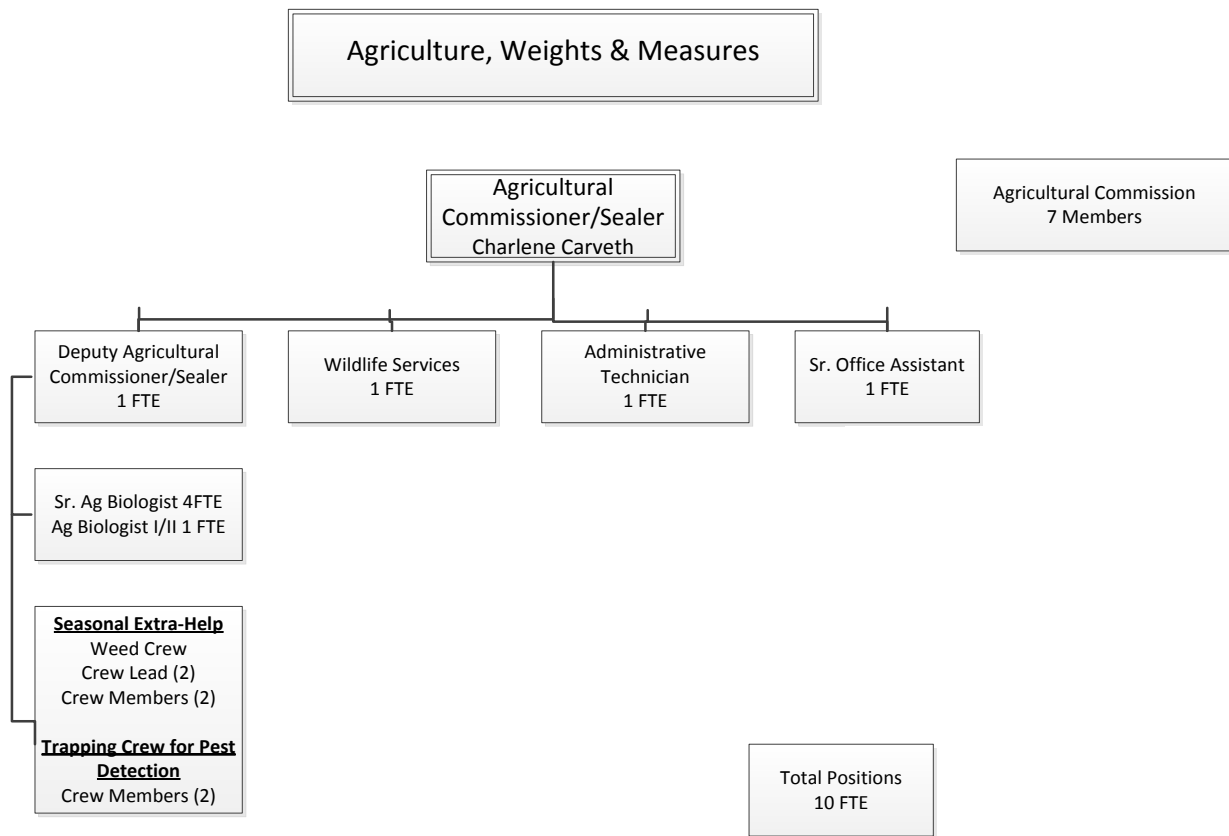 Agriculture, Weights & Measures
Agricultural
Commissioner/Sealer
Charlene Carveth
Agricultural Commission
7 Members
Deputy Agricultural
Commissioner/Sealer
1 FTE
Wildlife Services
1 FTE
Administrative
Technician
1 FTE
Sr. Office Assistant
1 FTE
Sr. Ag Biologist 4FTE
Ag Biologist I/II 1 FTE
Seasonal Extra-Help
Weed Crew
Crew Lead (2)
Crew Members (2)
Trapping Crew for Pest
Detection
Crew Members (2)
Total Positions
10 FTE